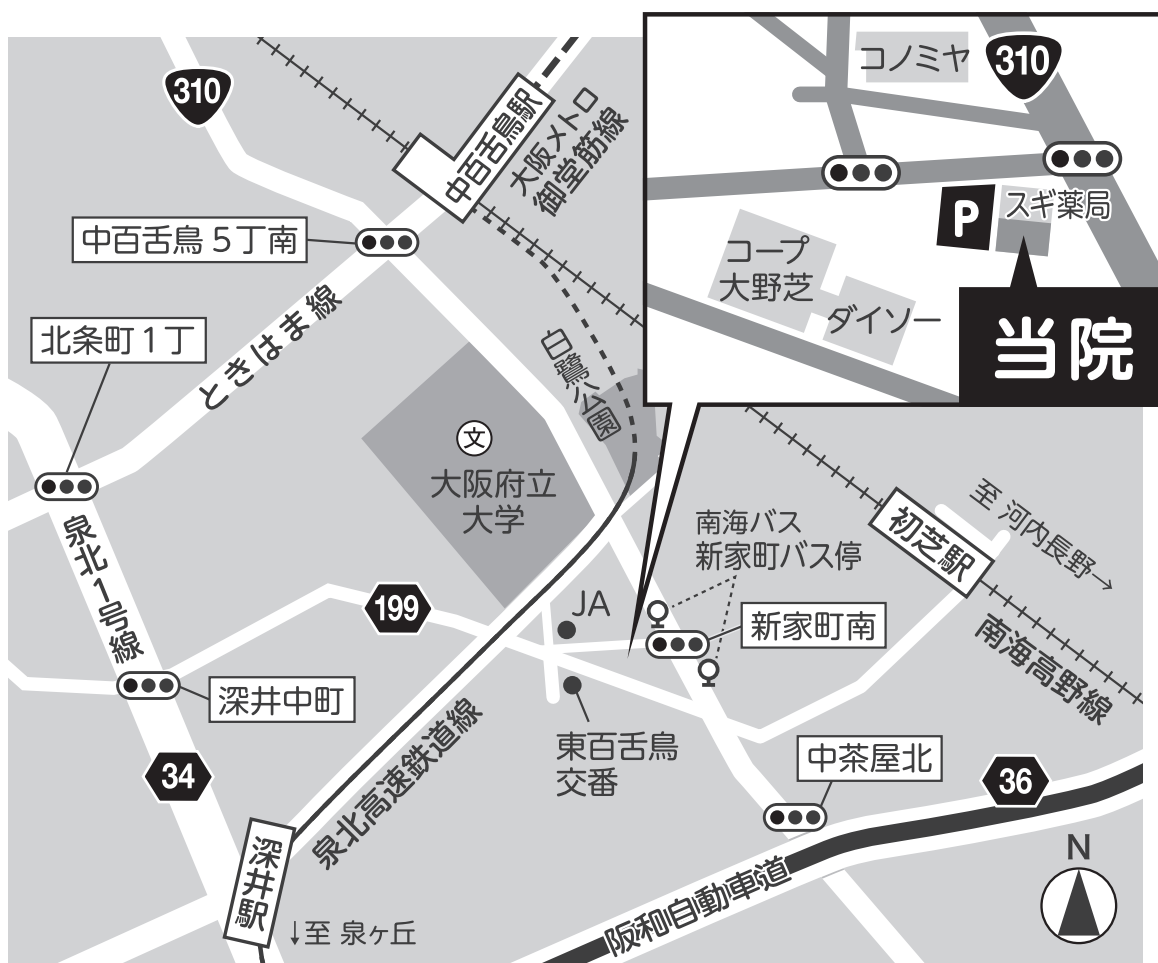 310
中百舌鳥駅
大阪メトロ
御堂筋線
中百舌鳥5丁南
北条町1丁
ときはま線
白鷺公園
文
大阪府立
大学
泉北1号線
199
JA
南海バス
新家町バス停
新家町南
初芝駅
至 河内長野→
南海高野線
深井中町
東百舌鳥
交番
34
泉北高速鉄道線
中茶屋北
36
深井駅
↓至 泉ヶ丘
阪和自動車道
N
コノミヤ
310
P
スギ薬局
コープ
大野芝
ダイソー
当院